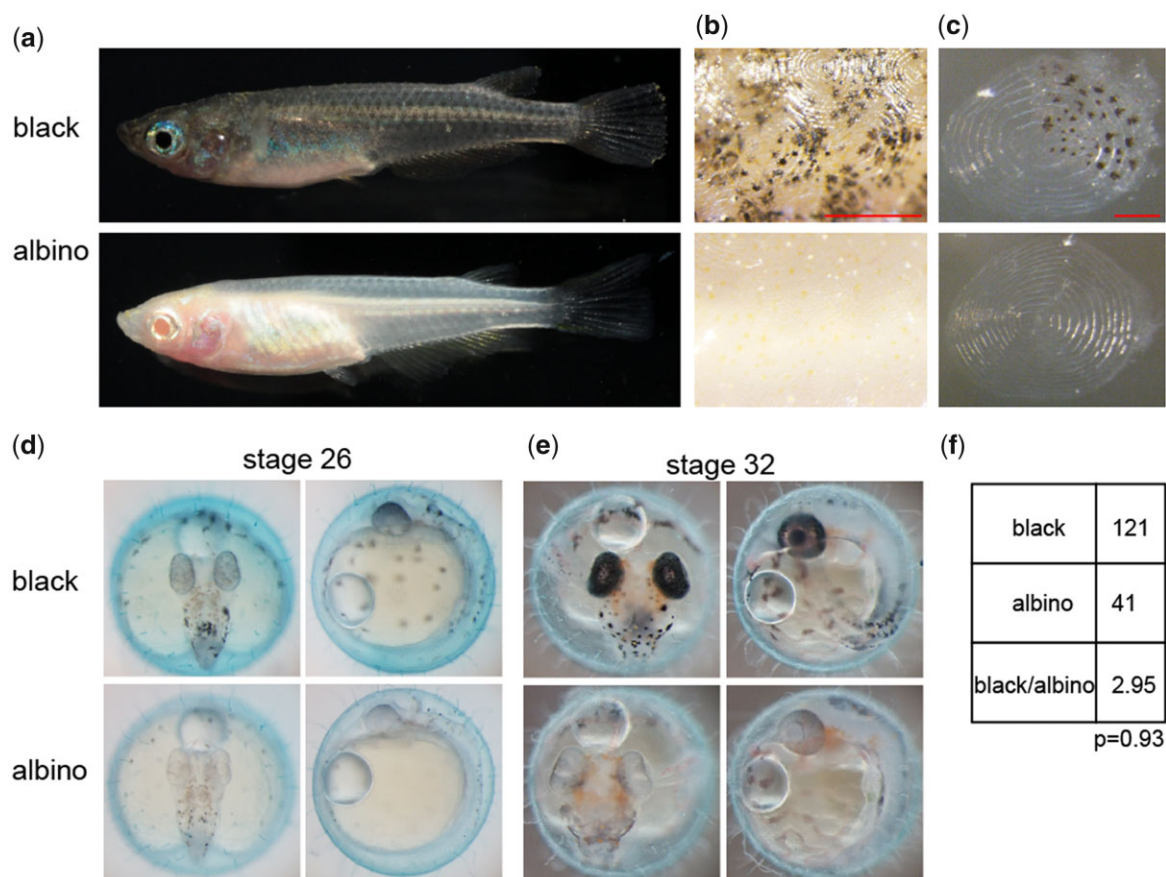 (a)
(b)
(c)
black
albino
(d)
stage 26
(e)
stage 32
(f)
black
albino
black 121
albino 41
black/albino 2.95
p=0.93